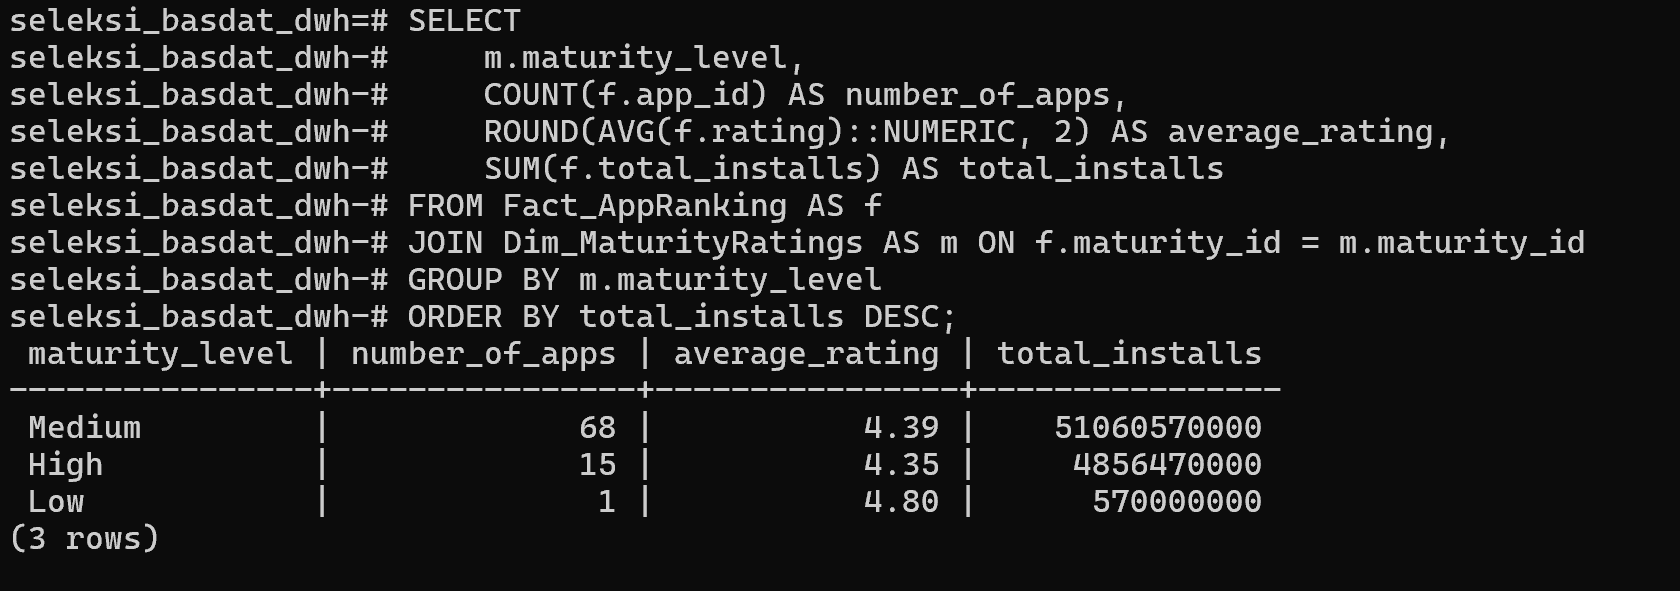 seleksi_basdat_dwh=# SELECT
seleksi_basdat_dwh-#     m.maturity_level,
seleksi_basdat_dwh-#     COUNT(f.app_id) AS number_of_apps,
seleksi_basdat_dwh-#     ROUND(AVG(f.rating)::NUMERIC, 2) AS average_rating,
seleksi_basdat_dwh-#     SUM(f.total_installs) AS total_installs
seleksi_basdat_dwh-# FROM Fact_AppRanking AS f
seleksi_basdat_dwh-# JOIN Dim_MaturityRatings AS m ON f.maturity_id = m.maturity_id
seleksi_basdat_dwh-# GROUP BY m.maturity_level
seleksi_basdat_dwh-# ORDER BY total_installs DESC;
 maturity_level | number_of_apps | average_rating | total_installs
----------------+----------------+----------------+----------------
 Medium         |             68 |           4.39 |    51060570000
 High           |             15 |           4.35 |     4856470000
 Low            |              1 |           4.80 |      570000000
(3 rows)